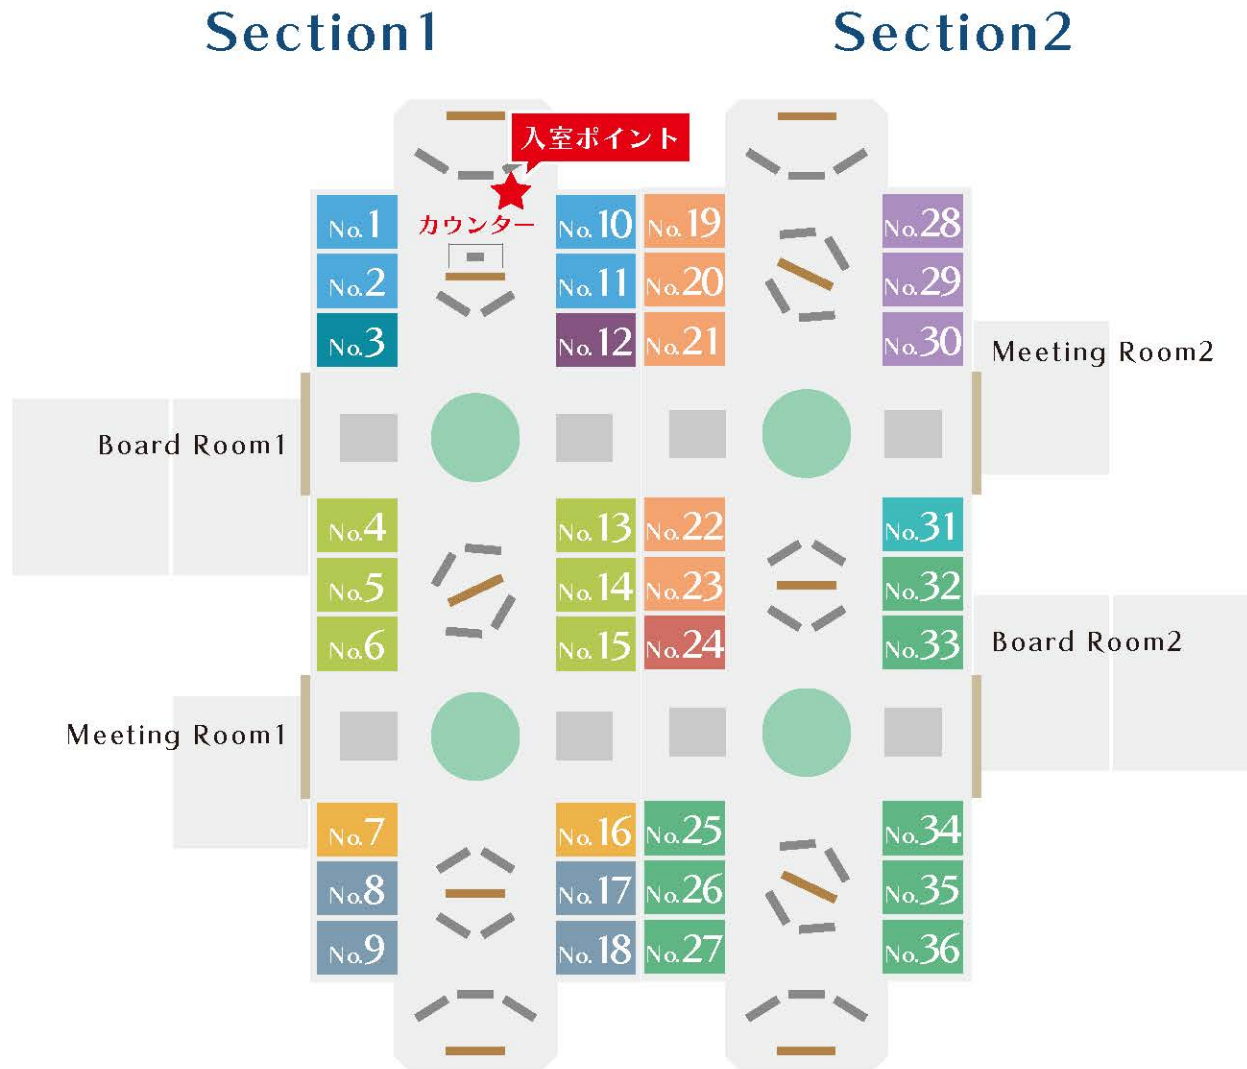 Section1
Section2
入室ポイント
カウンター
No.1
No.10
No.19
No.28
No.2
No.11
No.20
No.29
No.3
No.12
No.21
No.30
Meeting Room2
Board Room1
No.4
No.13
No.22
No.31
No.5
No.14
No.23
No.32
No.6
No.15
No.24
No.33
Board Room2
Meeting Room1
No.7
No.16
No.25
No.34
No.8
No.17
No.26
No.35
No.9
No.18
No.27
No.36